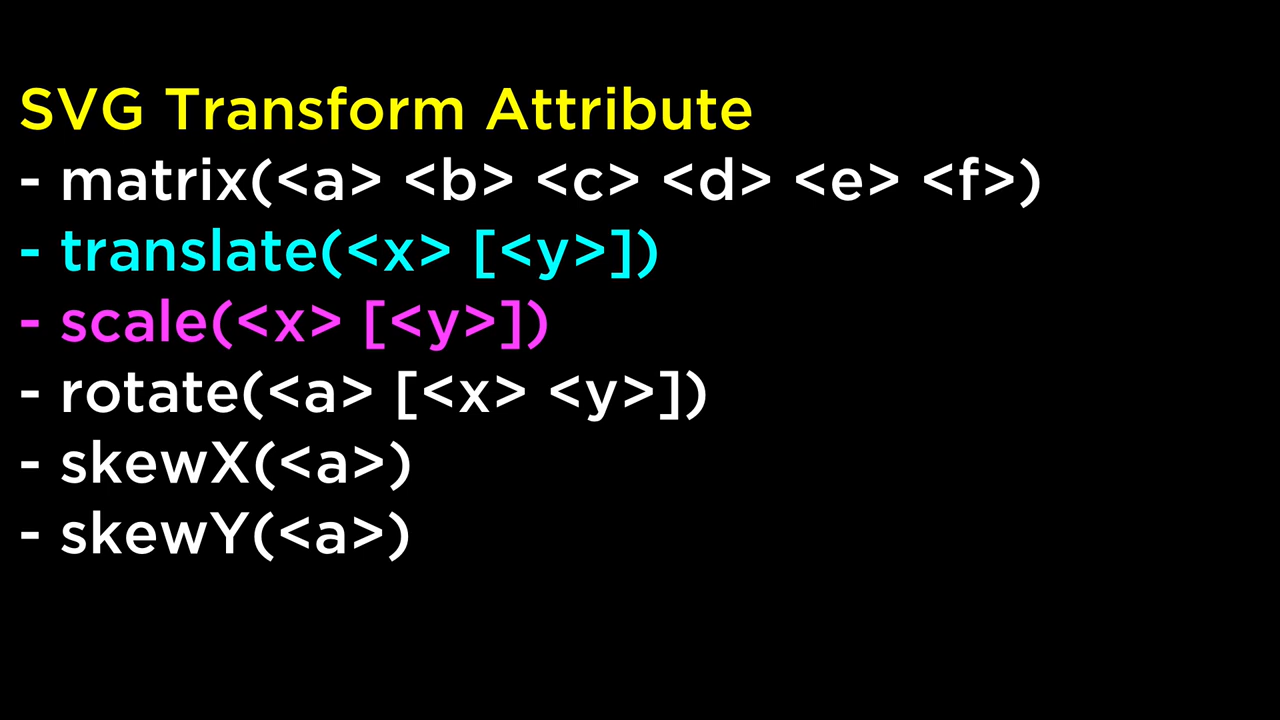 SVG Transform Attribute
- matrix(<a> <b> <c> <d> <e> <f>)
- translate(<x> [<y>])
- scale(<x> [<y>])
- rotate(<a> [<x> <y>])
- skewX(<a>)
- skewY(<a>)